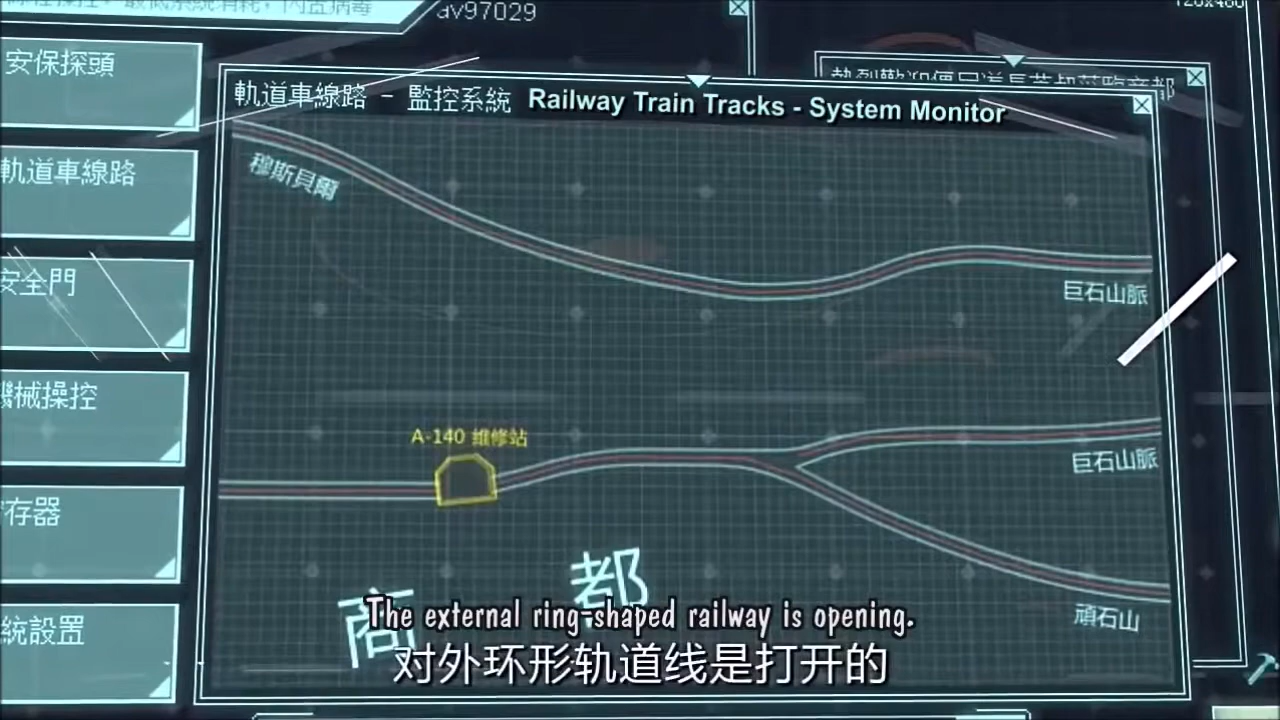 av97029
安保探頭
軌道車線路
安全門
機械操控
存器
統設置
軌道車線路 - 監控系統 Railway Train Tracks - System Monitor
穆斯貝爾
巨石山脈
A-140 維修站
巨石山脈
頑石山
商都
The external ring-shaped railway is opening.
对外环形轨道线是打开的